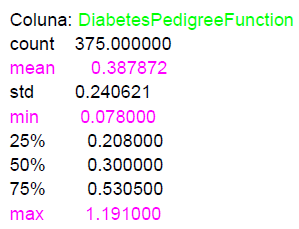 Coluna: DiabetesPedigreeFunction
count 375.000000
mean 0.387872
std 0.240621
min 0.078000
25% 0.208000
50% 0.300000
75% 0.530500
max 1.191000